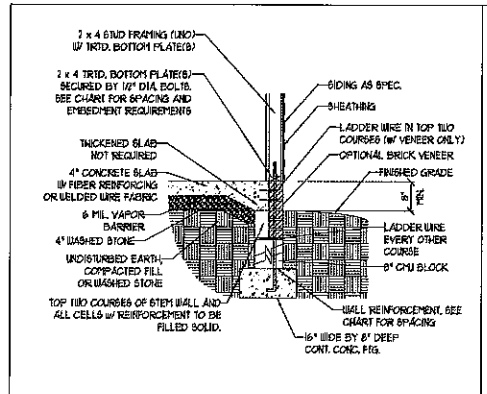 2 x 4 STUD FRAMING (UNO)
W/ TRTD. BOTTOM PLATE(S)
2 x 4 TRTD. BOTTOM PLATE(S)
SECURED BY 1/2" DIA. BOLTS.
SEE CHART FOR SPACING AND
EMBEDMENT REQUIREMENTS
THICKENED SLAB
NOT REQUIRED
4" CONCRETE SLAB
W/ FIBER REINFORCING
OR WELDED WIRE FABRIC
6 MIL. VAPOR
BARRIER
4" WASHED STONE
UNDISTURBED EARTH,
COMPACTED FILL
OR WASHED STONE
TOP TWO COURSES OF STEM WALL AND
ALL CELLS W/ REINFORCEMENT TO BE
FILLED SOLID.
SIDING AS SPEC.
SHEATHING
LADDER WIRE IN TOP TWO
COURSES (W/ VENEER ONLY)
OPTIONAL BRICK VENEER
FINISHED GRADE
8"
MIN.
LADDER WIRE
EVERY OTHER
COURSE
8" CMU BLOCK
WALL REINFORCEMENT. SEE
CHART FOR SPACING
16" WIDE BY 8" DEEP
CONT. CONC. FTG.